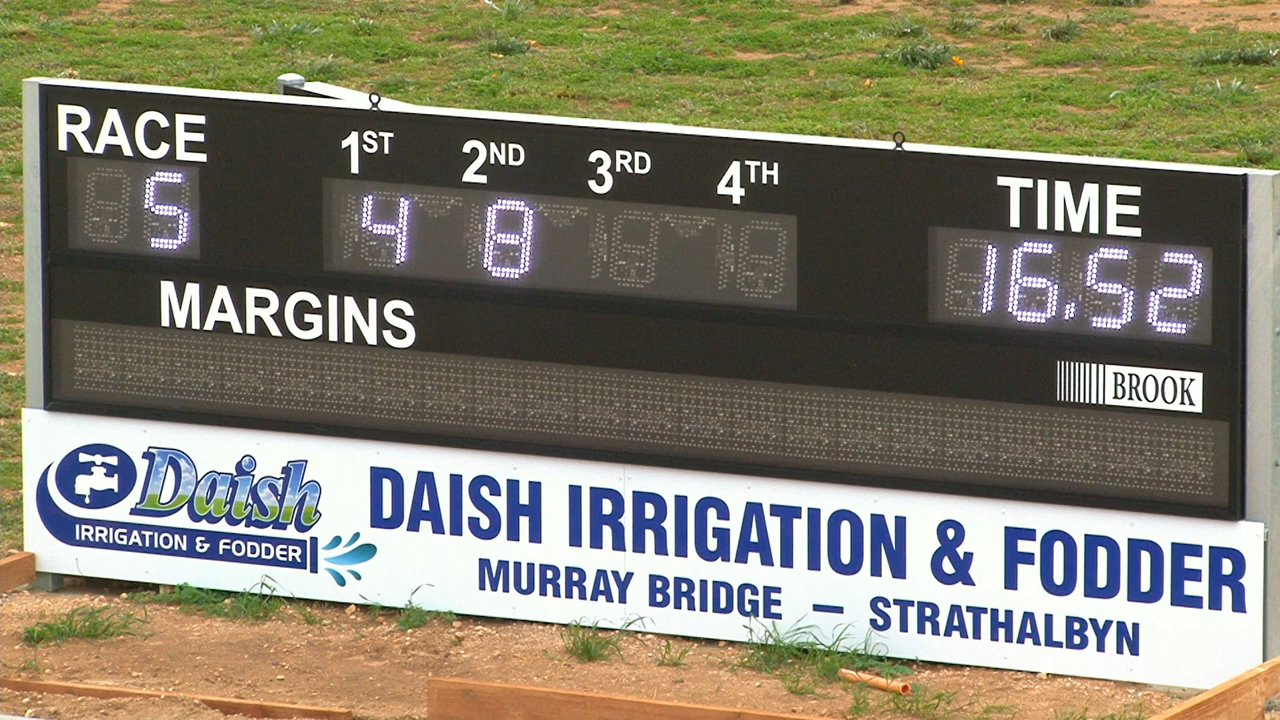 RACE 1ST 2ND 3RD 4TH TIME
5 4 8 16.52
MARGINS
BROOK
Daish
IRRIGATION & FODDER
DAISH IRRIGATION & FODDER
MURRAY BRIDGE – STRATHALBYN